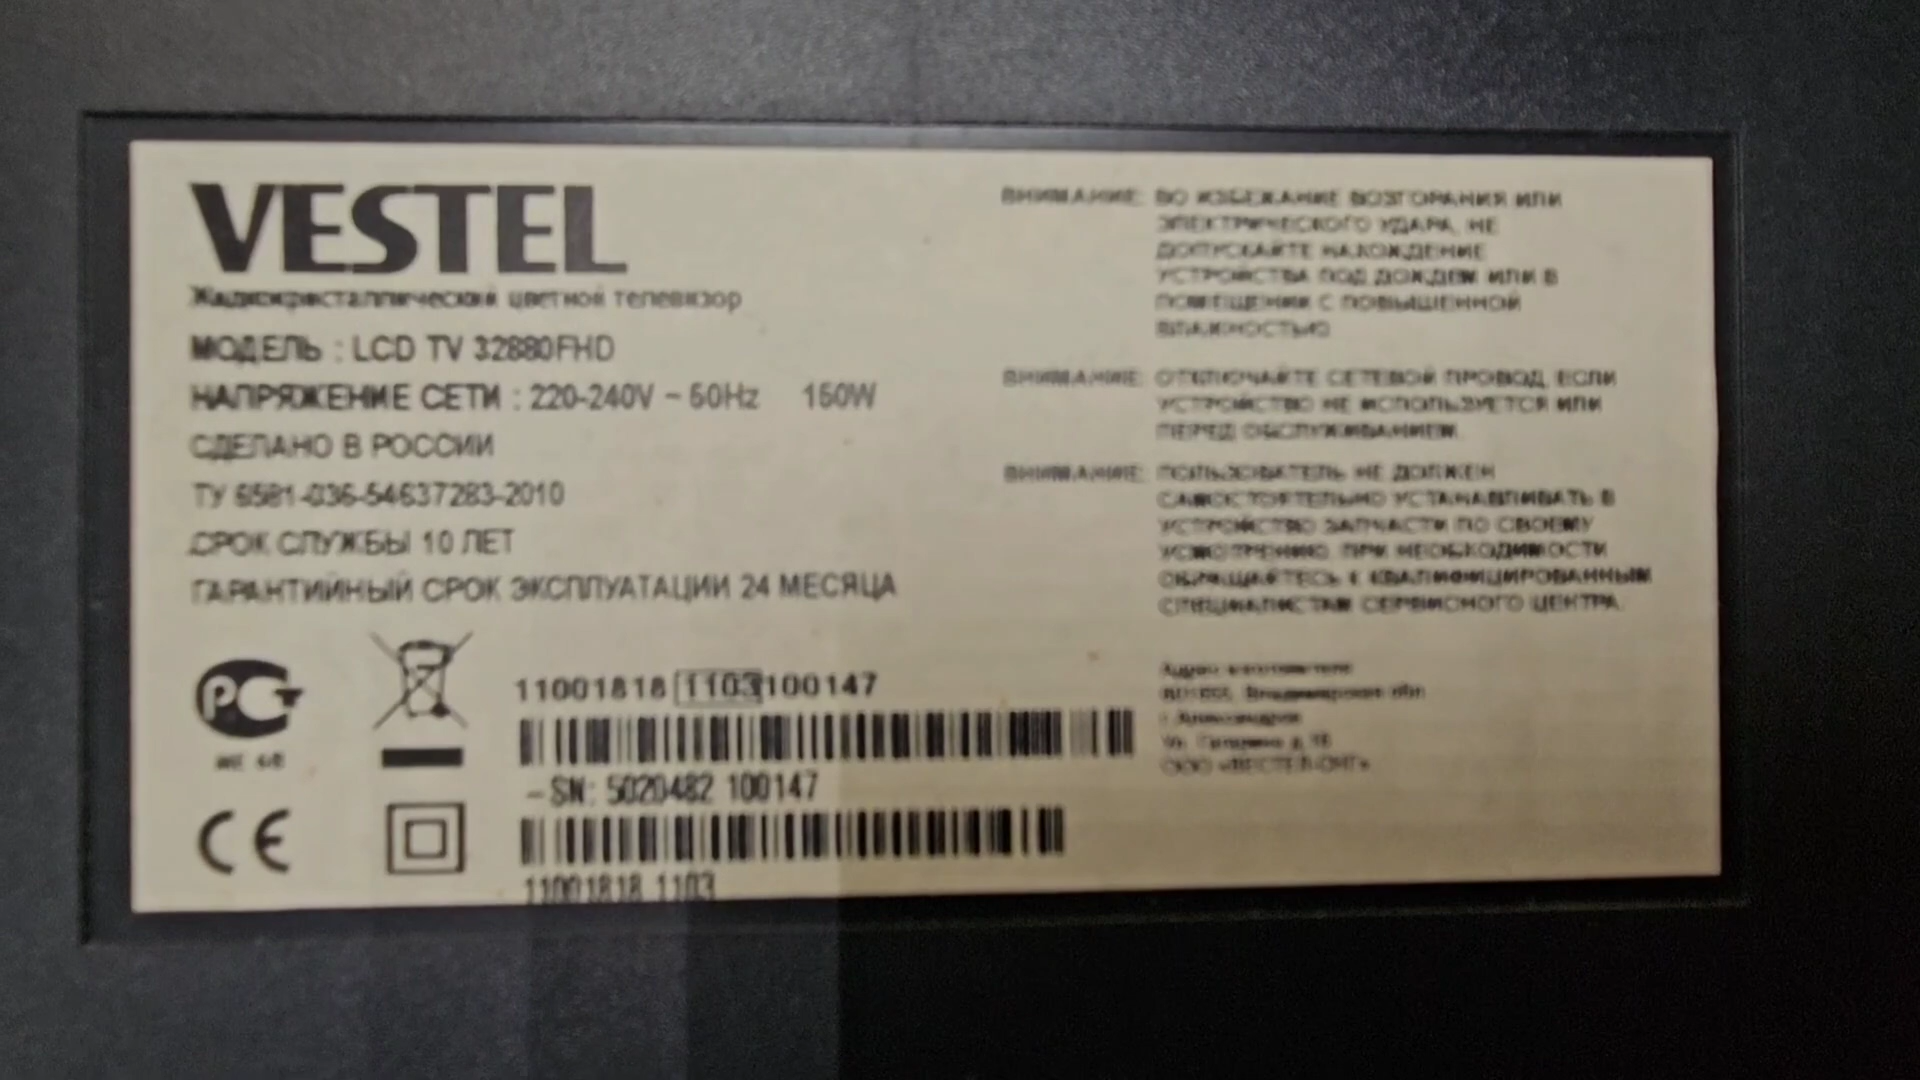 VESTEL
Жидкокристаллический цветной телевизор
МОДЕЛЬ : LCD TV 32880FHD
НАПРЯЖЕНИЕ СЕТИ : 220-240V ~ 50Hz 150W
СДЕЛАНО В РОССИИ
ТУ 6581-036-54637283-2010
СРОК СЛУЖБЫ 10 ЛЕТ
ГАРАНТИЙНЫЙ СРОК ЭКСПЛУАТАЦИИ 24 МЕСЯЦА
РСТ
CE
11001818 1103 100147
-SN: 5020482 100147
11001818 1103
ВНИМАНИЕ: ВО ИЗБЕЖАНИЕ ВОЗГОРАНИЯ ИЛИ
ЭЛЕКТРИЧЕСКОГО УДАРА, НЕ
ДОПУСКАЙТЕ НАХОЖДЕНИЕ
УСТРОЙСТВА ПОД ДОЖДЕМ ИЛИ В
ПОМЕЩЕНИИ С ПОВЫШЕННОЙ
ВЛАЖНОСТЬЮ
ВНИМАНИЕ: ОТКЛЮЧАЙТЕ СЕТЕВОЙ ПРОВОД, ЕСЛИ
УСТРОЙСТВО НЕ ИСПОЛЬЗУЕТСЯ ИЛИ
ПЕРЕД ОБСЛУЖИВАНИЕМ.
ВНИМАНИЕ: ПОЛЬЗОВАТЕЛЬ НЕ ДОЛЖЕН
САМОСТОЯТЕЛЬНО УСТАНАВЛИВАТЬ В
УСТРОЙСТВО ЗАПЧАСТИ ПО СВОЕМУ
УСМОТРЕНИЮ. ПРИ НЕОБХОДИМОСТИ
ОБРАЩАЙТЕСЬ К КВАЛИФИЦИРОВАННЫМ
СПЕЦИАЛИСТАМ СЕРВИСНОГО ЦЕНТРА.
Адрес изготовителя
Владимирская обл.
г. Александров
Ул. Гагарина д. 16
ООО «ВЕСТЕЛ-СНГ»